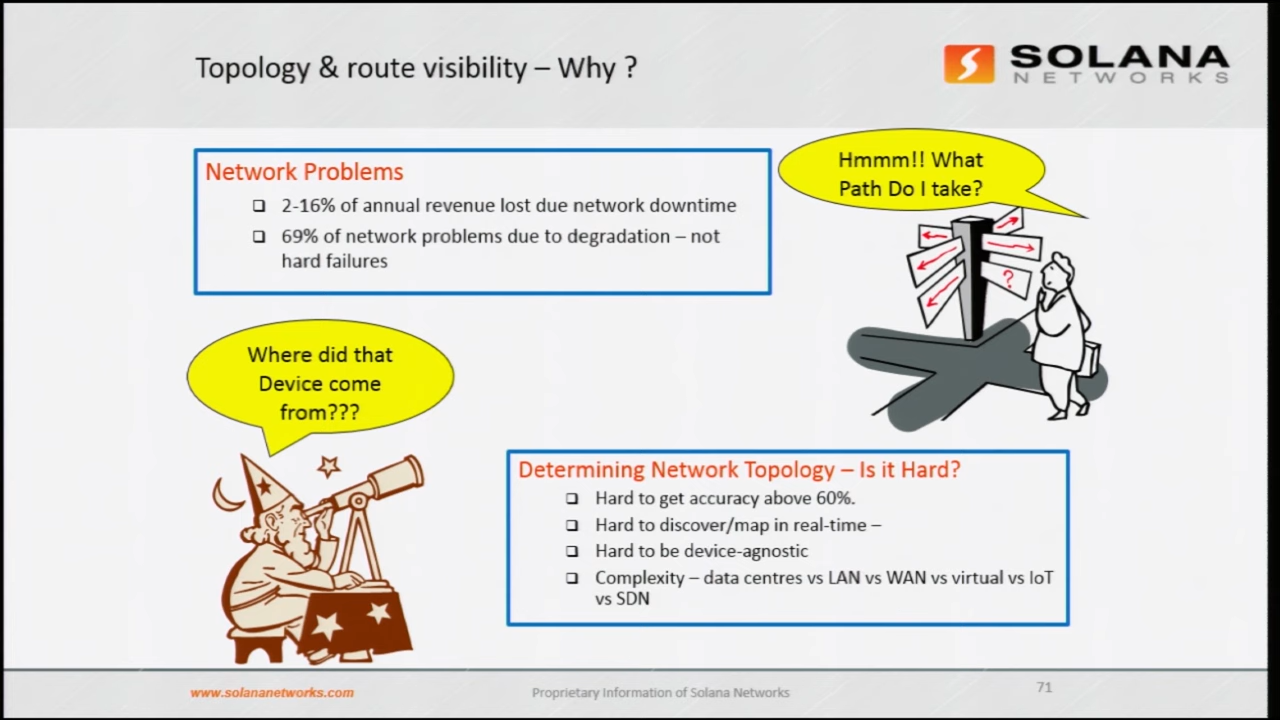 Topology & route visibility – Why ?
SOLANA
NETWORKS
Network Problems
2-16% of annual revenue lost due network downtime
69% of network problems due to degradation – not
hard failures
Hmmm!! What
Path Do I take?
?
Where did that
Device come
from???
Determining Network Topology – Is it Hard?
Hard to get accuracy above 60%.
Hard to discover/map in real-time –
Hard to be device-agnostic
Complexity – data centres vs LAN vs WAN vs virtual vs IoT
vs SDN
www.solananetworks.com
Proprietary Information of Solana Networks
71